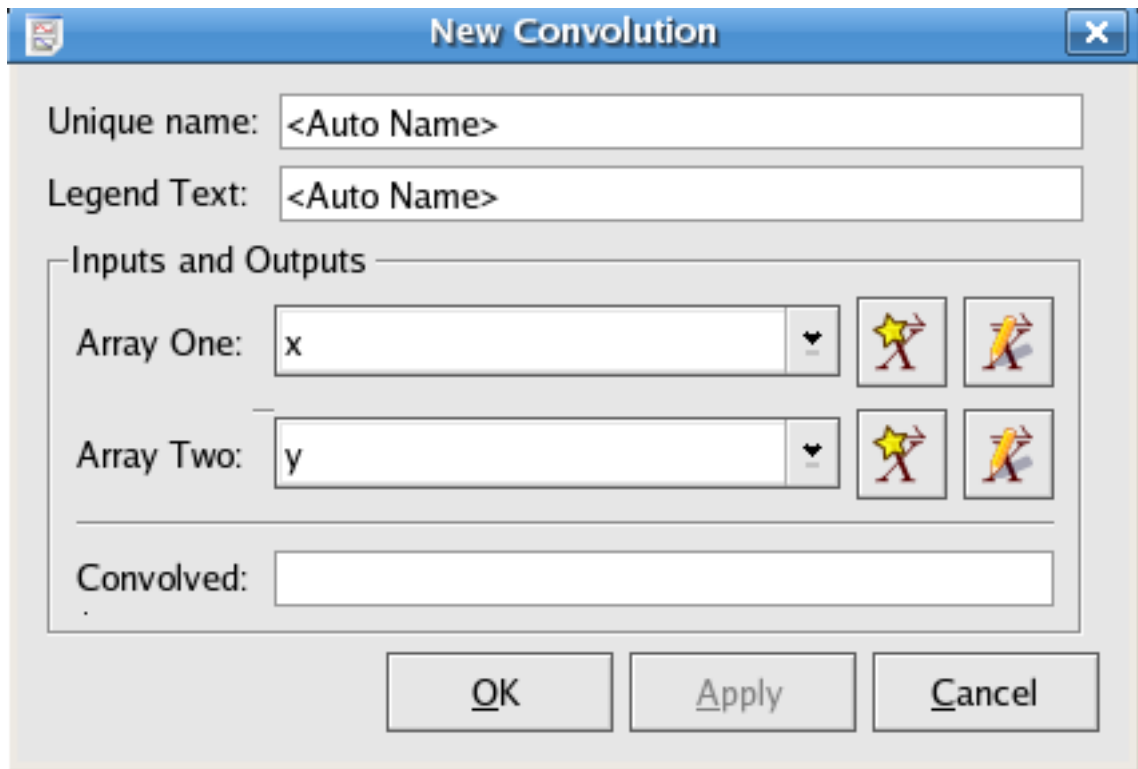 New Convolution
Unique name: <Auto Name>
Legend Text: <Auto Name>
Inputs and Outputs
Array One: x
Array Two: y
Convolved:
OK Apply Cancel